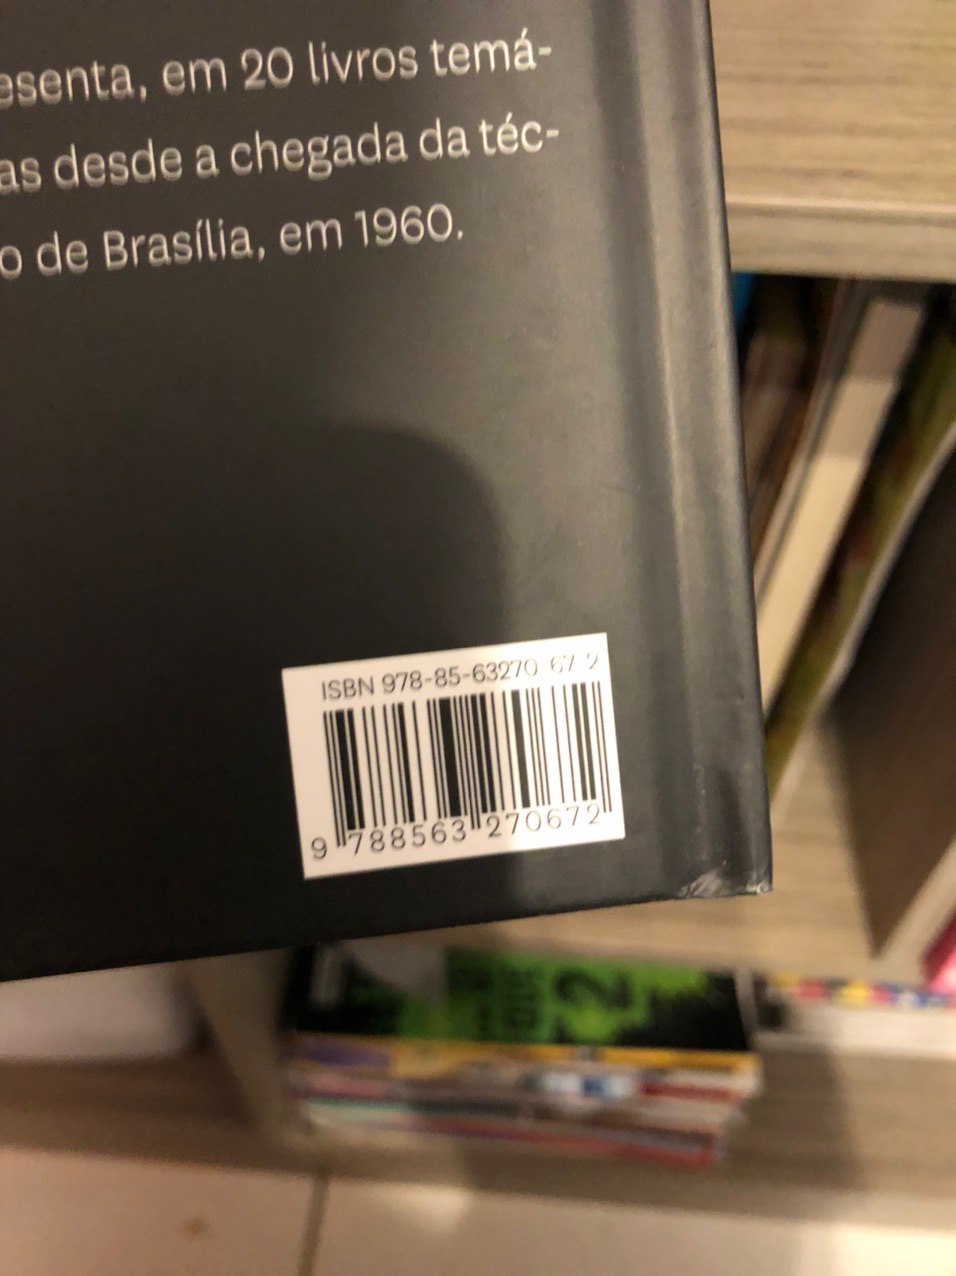 esenta, em 20 livros temá-
as desde a chegada da téc-
o de Brasília, em 1960.
ISBN 978-85-63270 67 2
9 788563 270672
2